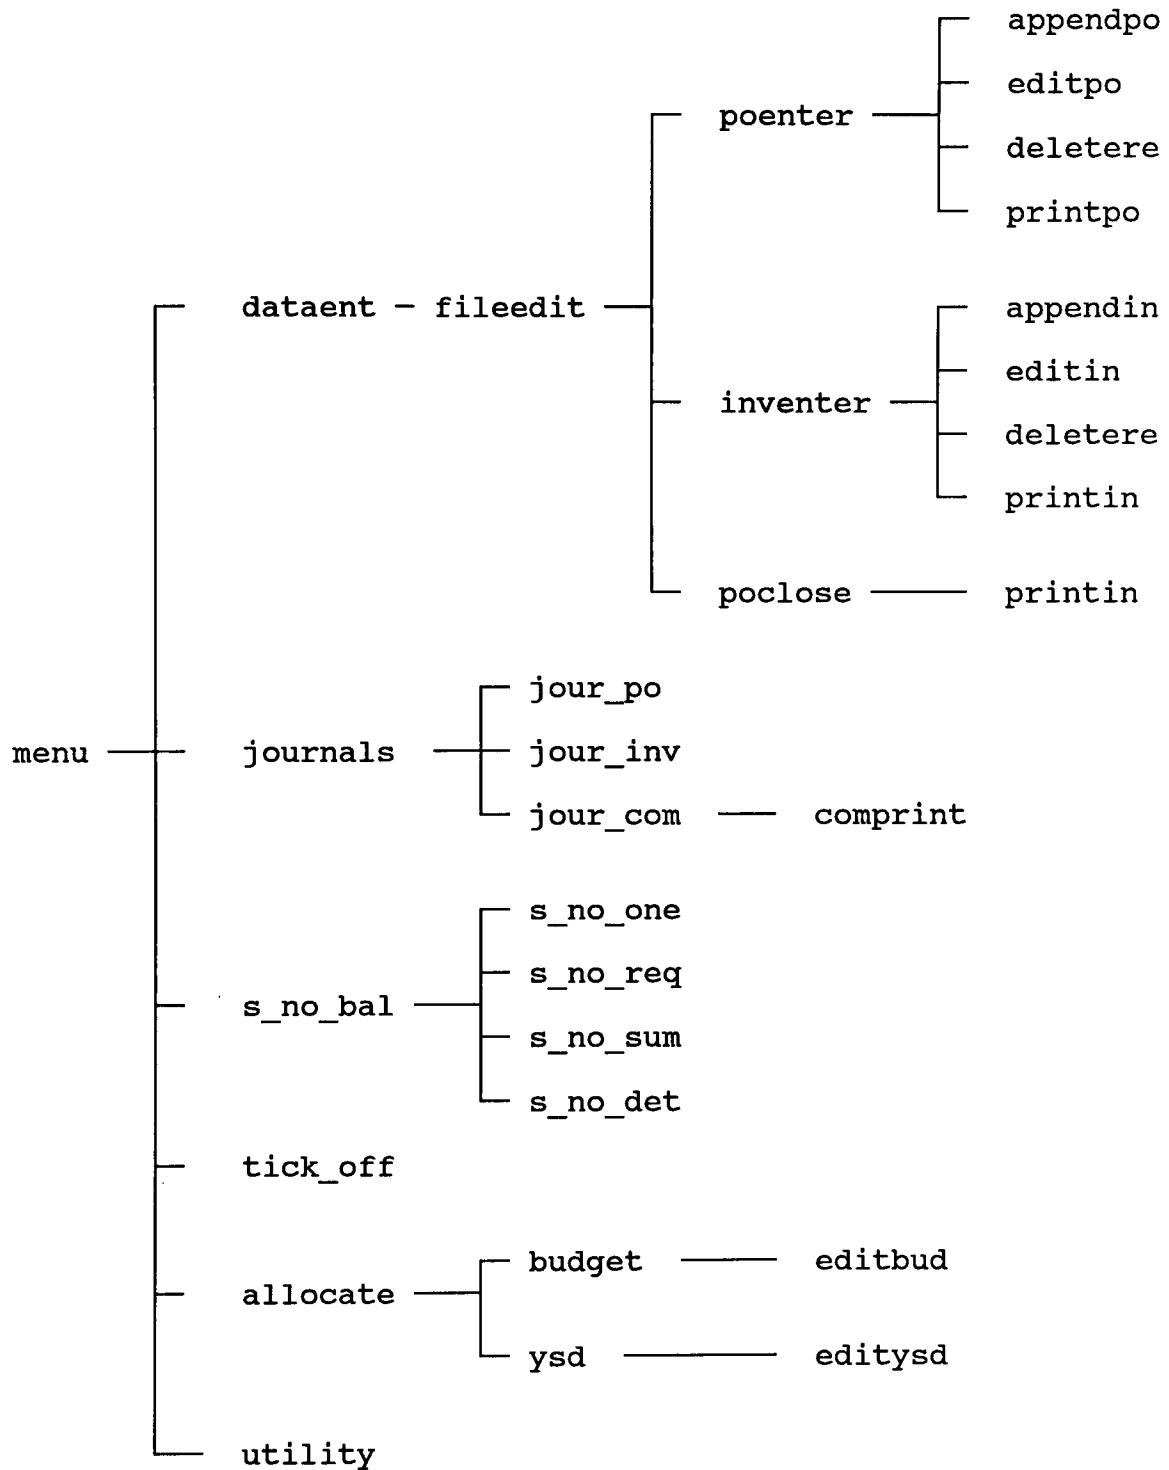 appendpo
editpo
poenter
deletere
printpo
dataent fileedit
appendin
editin
inventer
deletere
printin
poclose printin
jour_po
menu journals jour_inv
jour_com comprint
s_no_one
s_no_req
s_no_bal
s_no_sum
s_no_det
tick_off
budget editbud
allocate
ysd editysd
utility